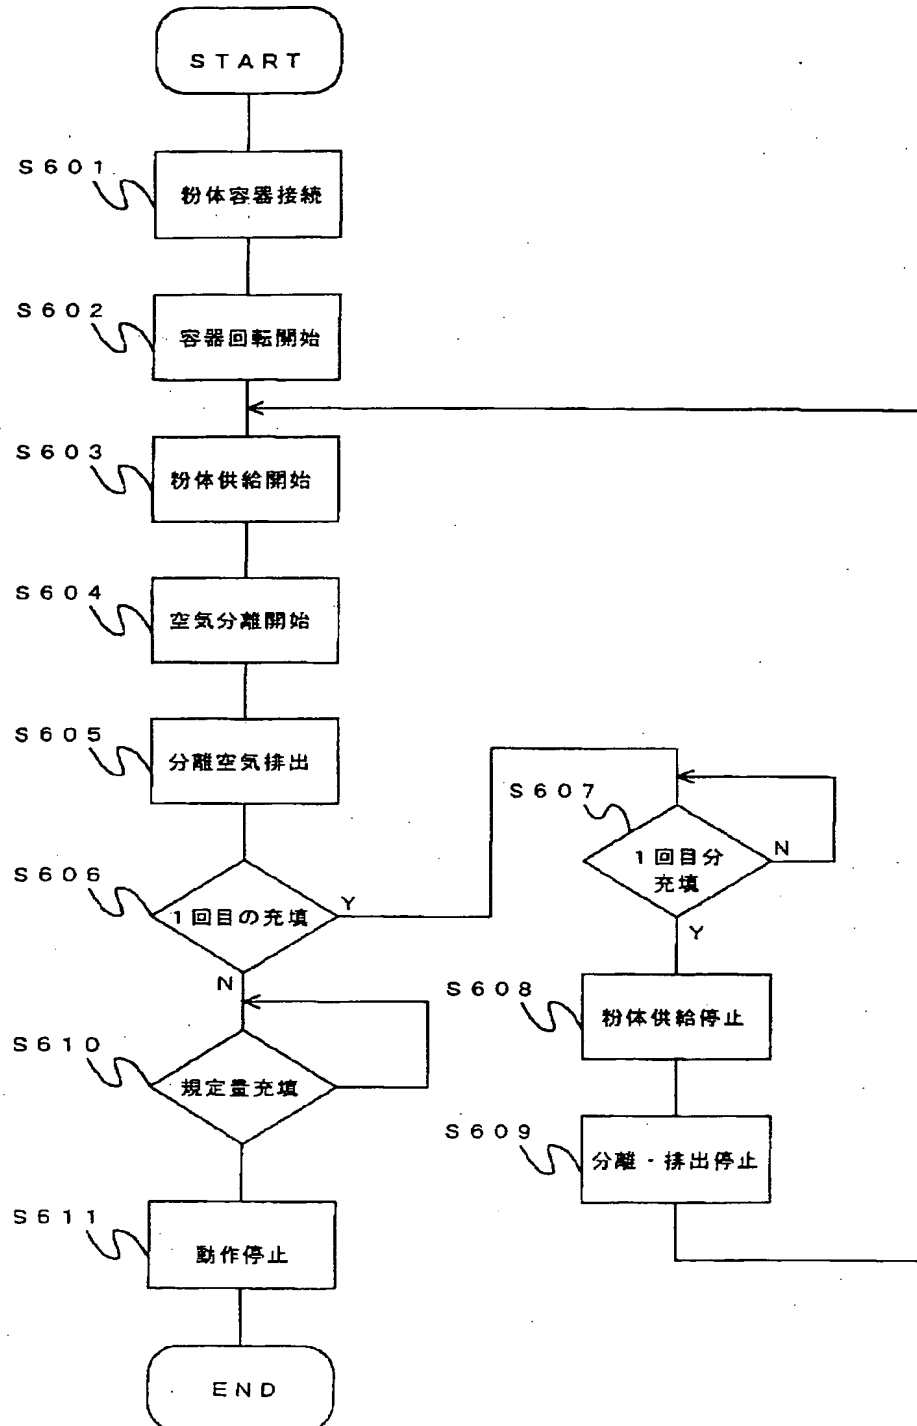 START
S601
粉体容器接続
S602
容器回転開始
S603
粉体供給開始
S604
空気分離開始
S605
分離空気排出
S606
1回目の充填
Y
N
S607
1回目分
充填
N
Y
S608
粉体供給停止
S609
分離・排出停止
S610
規定量充填
S611
動作停止
END